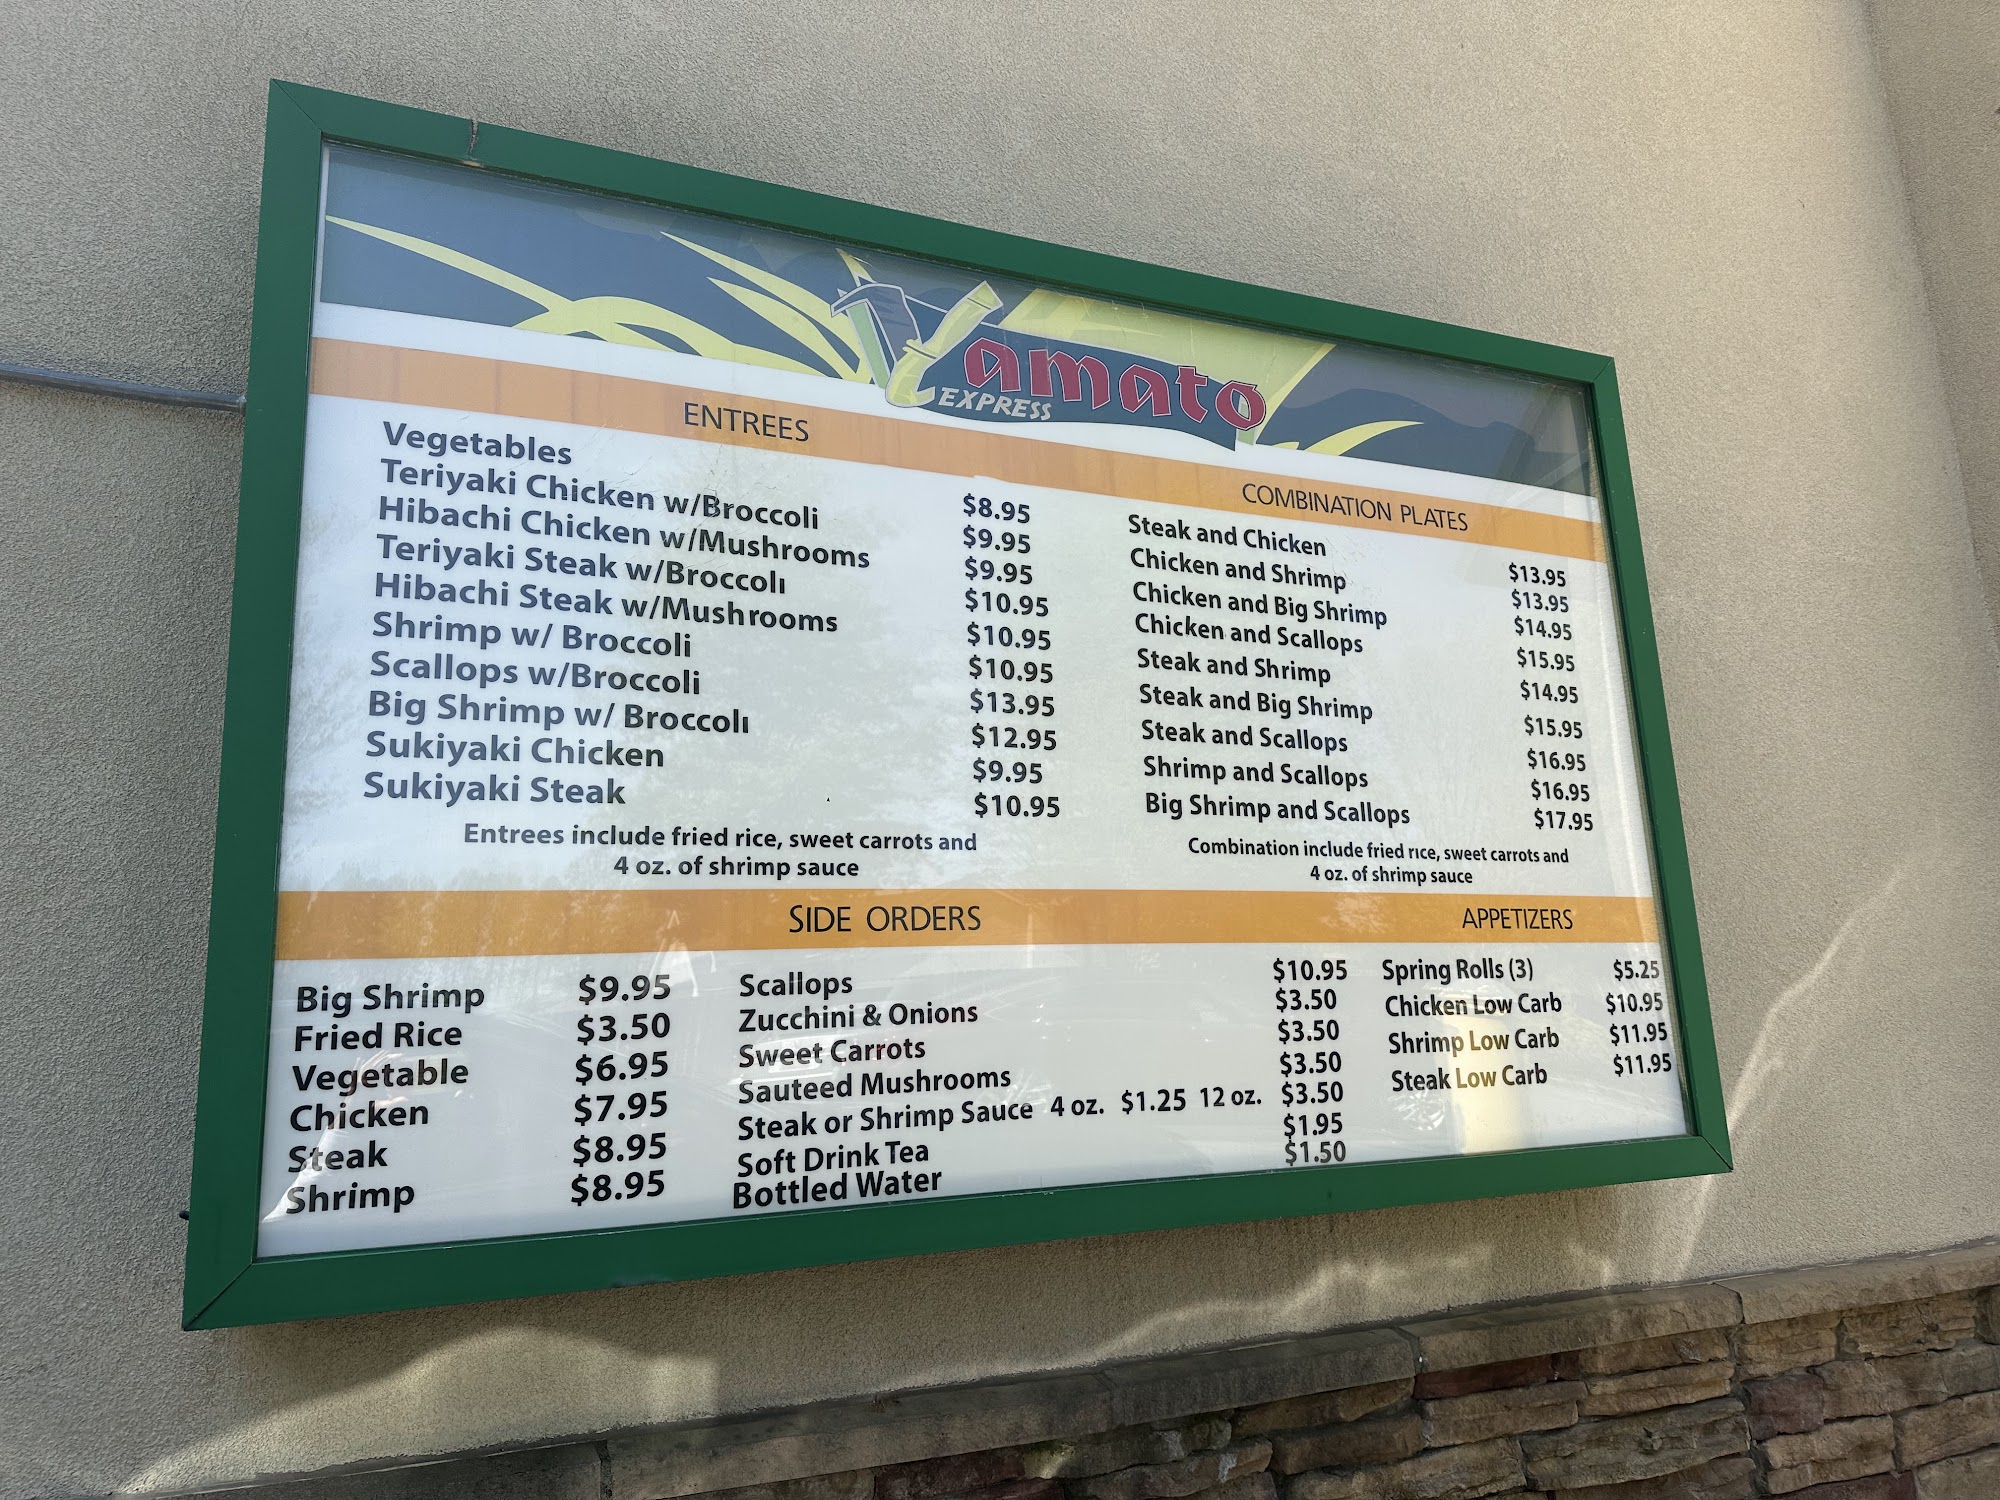 Yamato
EXPRESS
ENTREES
Vegetables $8.95
Teriyaki Chicken w/Broccoli $9.95
Hibachi Chicken w/Mushrooms $9.95
Teriyaki Steak w/Broccoli $10.95
Hibachi Steak w/Mushrooms $10.95
Shrimp w/ Broccoli $10.95
Scallops w/Broccoli $13.95
Big Shrimp w/ Broccoli $12.95
Sukiyaki Chicken $9.95
Sukiyaki Steak $10.95
Entrees include fried rice, sweet carrots and
4 oz. of shrimp sauce
COMBINATION PLATES
Steak and Chicken $13.95
Chicken and Shrimp $13.95
Chicken and Big Shrimp $14.95
Chicken and Scallops $15.95
Steak and Shrimp $14.95
Steak and Big Shrimp $15.95
Steak and Scallops $16.95
Shrimp and Scallops $16.95
Big Shrimp and Scallops $17.95
Combination include fried rice, sweet carrots and
4 oz. of shrimp sauce
SIDE ORDERS
Big Shrimp $9.95
Fried Rice $3.50
Vegetable $6.95
Chicken $7.95
Steak $8.95
Shrimp $8.95
Scallops $10.95
Zucchini & Onions $3.50
Sweet Carrots $3.50
Sauteed Mushrooms $3.50
Steak or Shrimp Sauce 4 oz. $1.25 12 oz. $3.50
Soft Drink Tea $1.95
Bottled Water $1.50
APPETIZERS
Spring Rolls (3) $5.25
Chicken Low Carb $10.95
Shrimp Low Carb $11.95
Steak Low Carb $11.95